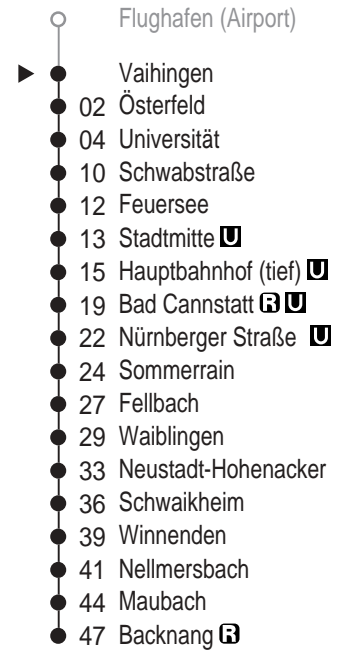 Flughafen (Airport)
Vaihingen
02 Österfeld
04 Universität
10 Schwabstraße
12 Feuersee
13 Stadtmitte U
15 Hauptbahnhof (tief) U
19 Bad Cannstatt R U
22 Nürnberger Straße U
24 Sommerrain
27 Fellbach
29 Waiblingen
33 Neustadt-Hohenacker
36 Schwaikheim
39 Winnenden
41 Nellmersbach
44 Maubach
47 Backnang R